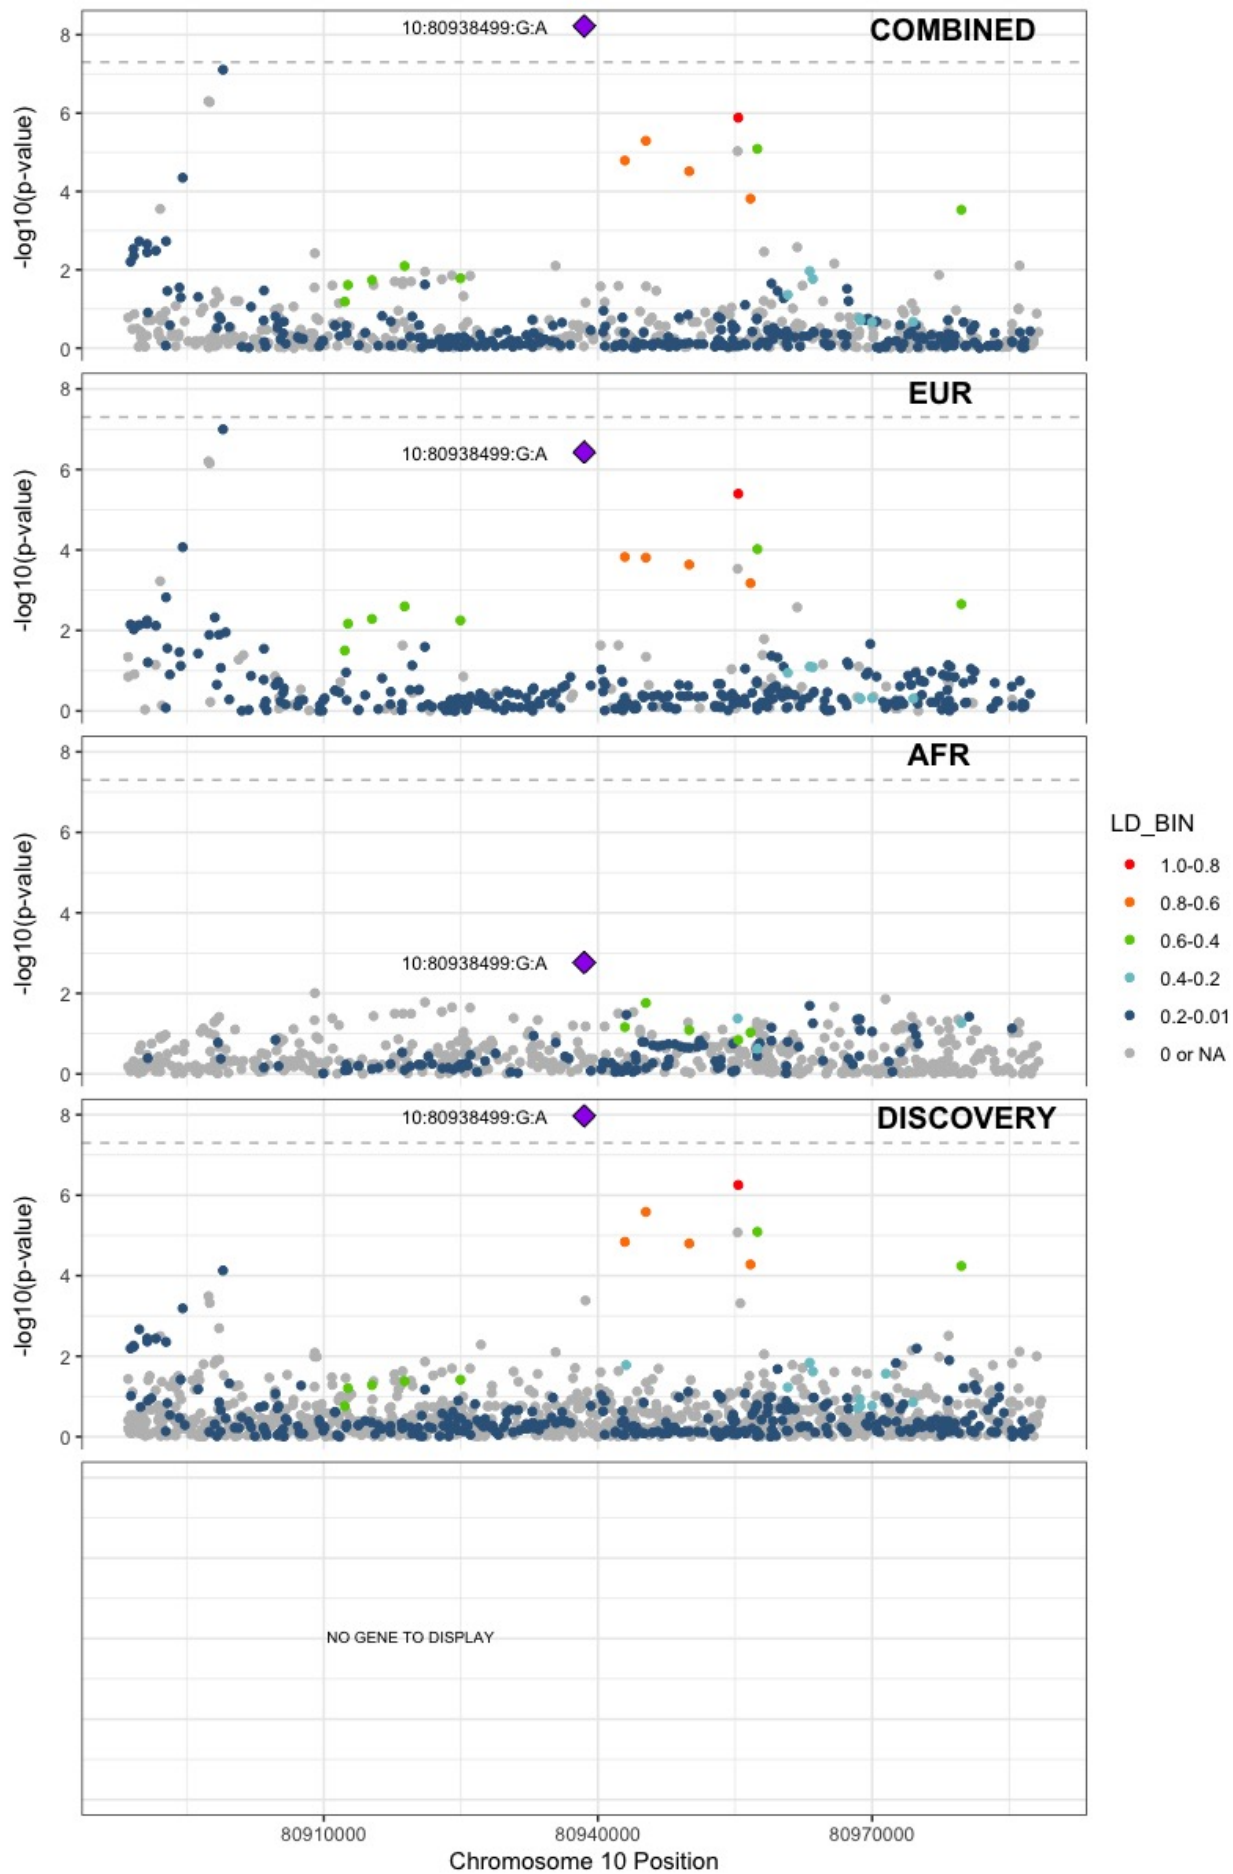 10:80938499:G:A
COMBINED
8
6
4
2
0
-log10(p-value)
EUR
10:80938499:G:A
8
6
4
2
0
-log10(p-value)
AFR
10:80938499:G:A
8
6
4
2
0
-log10(p-value)
10:80938499:G:A
DISCOVERY
8
6
4
2
0
-log10(p-value)
NO GENE TO DISPLAY
80910000 80940000 80970000
Chromosome 10 Position
LD_BIN
1.0-0.8
0.8-0.6
0.6-0.4
0.4-0.2
0.2-0.01
0 or NA